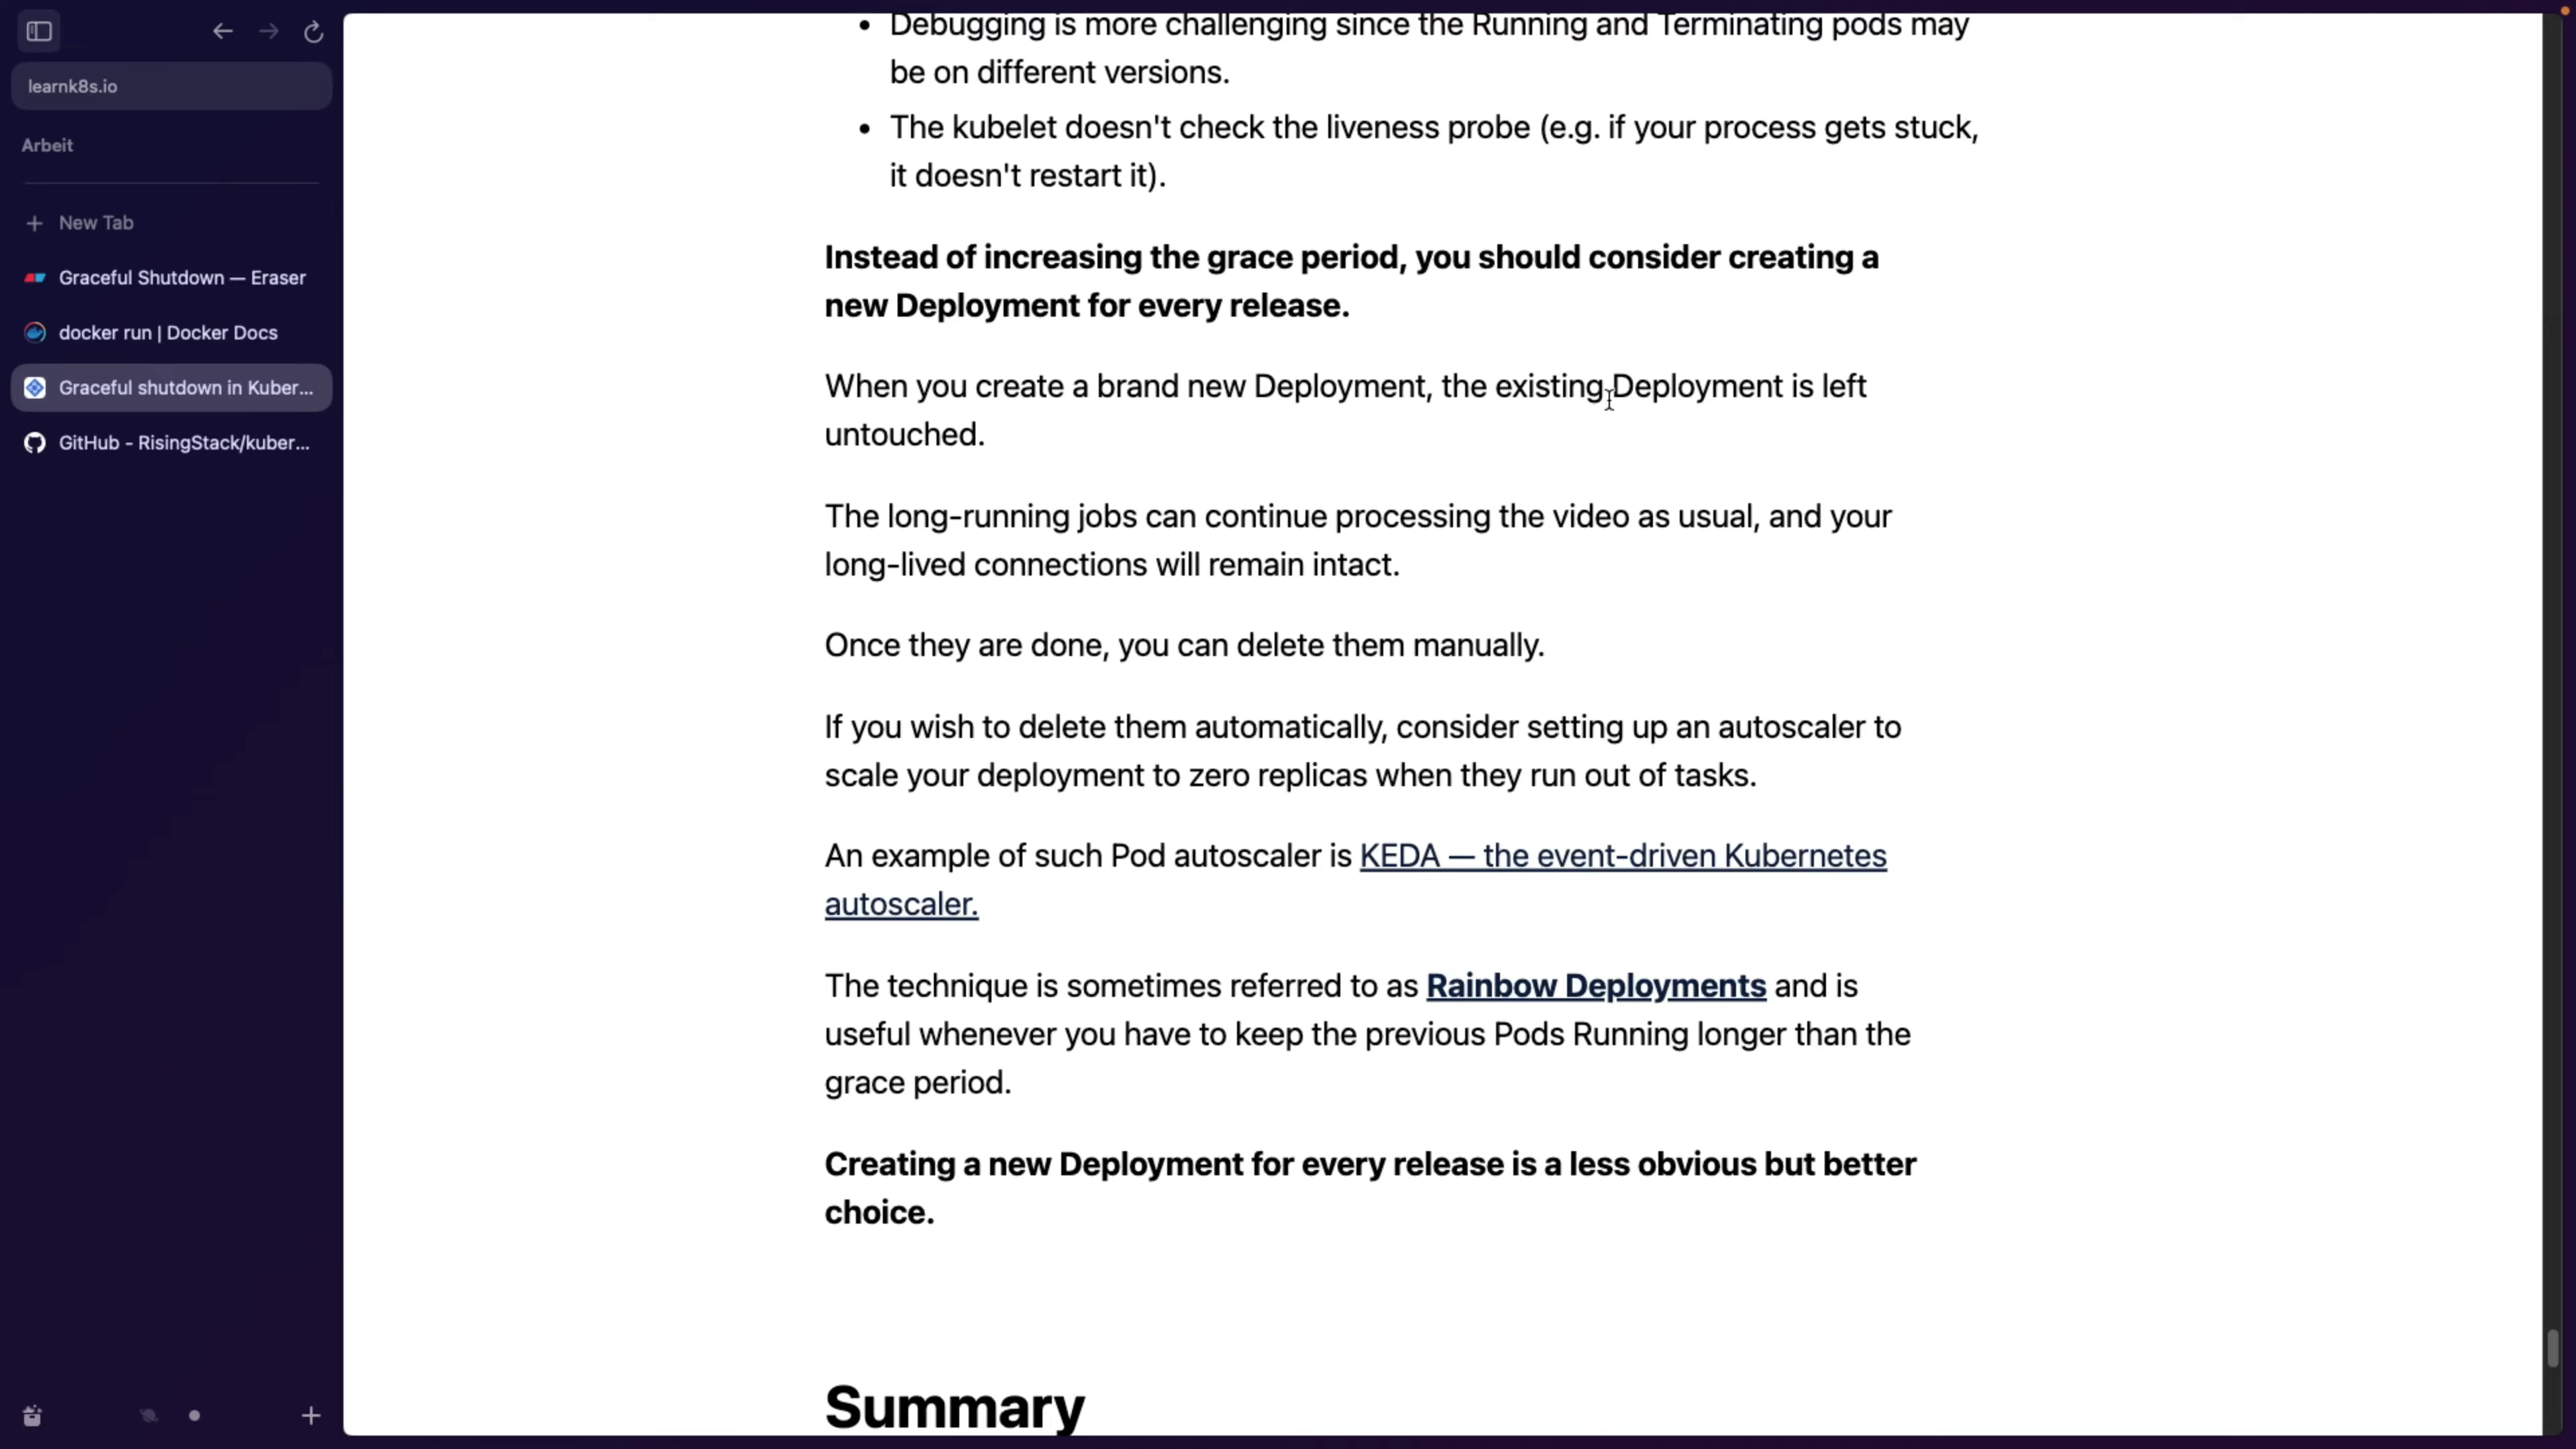 learnk8s.io
Arbeit
New Tab
Graceful Shutdown — Eraser
docker run | Docker Docs
Graceful shutdown in Kuber...
GitHub - RisingStack/kuber...
• Debugging is more challenging since the Running and Terminating pods may
be on different versions.
• The kubelet doesn't check the liveness probe (e.g. if your process gets stuck,
it doesn't restart it).
Instead of increasing the grace period, you should consider creating a
new Deployment for every release.
When you create a brand new Deployment, the existing Deployment is left
untouched.
The long-running jobs can continue processing the video as usual, and your
long-lived connections will remain intact.
Once they are done, you can delete them manually.
If you wish to delete them automatically, consider setting up an autoscaler to
scale your deployment to zero replicas when they run out of tasks.
An example of such Pod autoscaler is KEDA — the event-driven Kubernetes
autoscaler.
The technique is sometimes referred to as Rainbow Deployments and is
useful whenever you have to keep the previous Pods Running longer than the
grace period.
Creating a new Deployment for every release is a less obvious but better
choice.
Summary